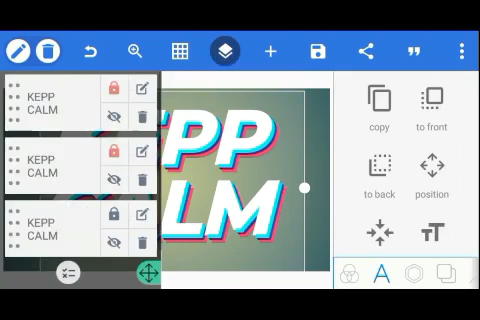 KEPP
CALM
KEPP
CALM
KEPP
CALM
EPP
LM
copy
to front
to back
position